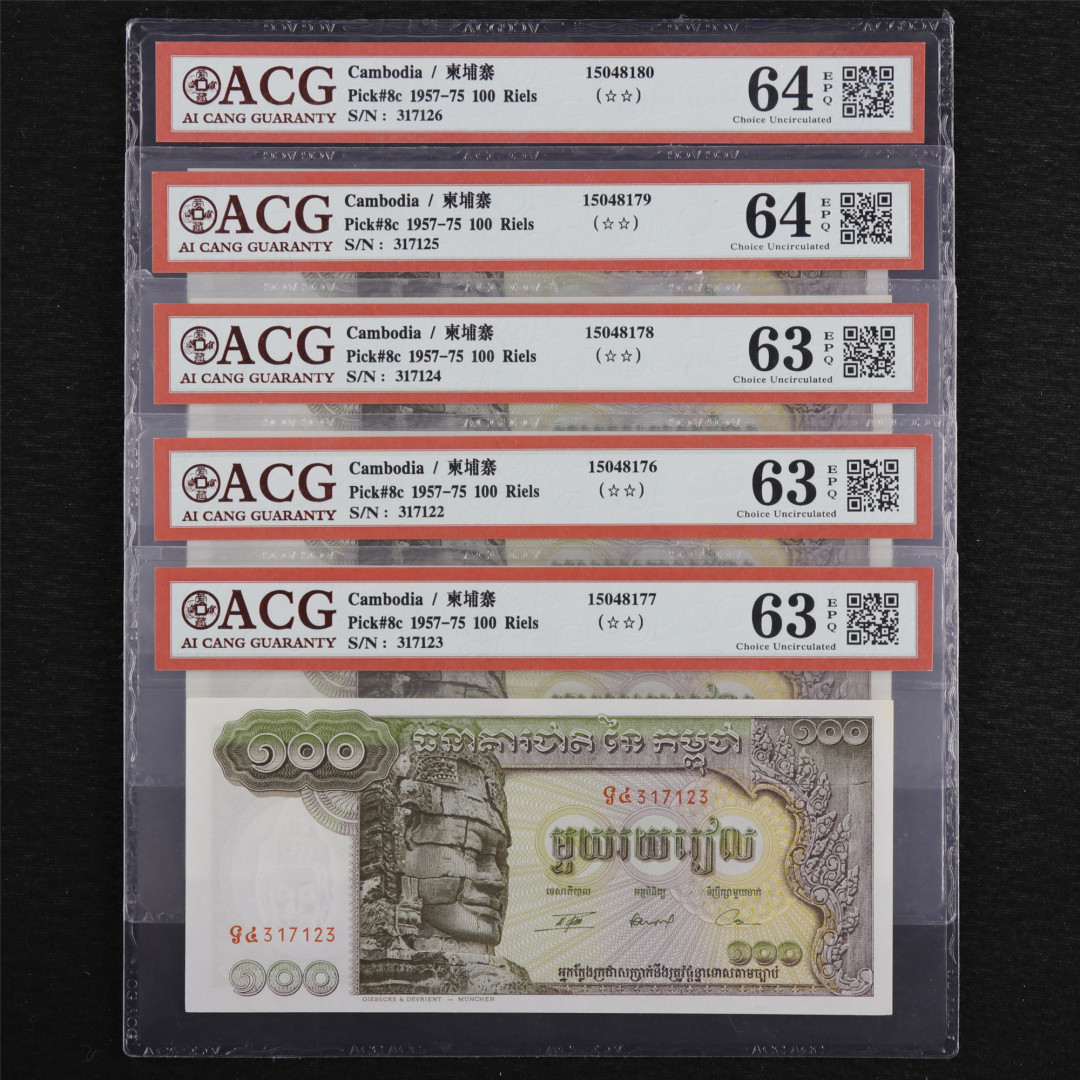 ACG
AI CANG GUARANTY
Cambodia / 柬埔寨
Pick#8c 1957-75 100 Riels
S/N : 317126
15048180
(☆☆)
64
EPQ
Choice Uncirculated
ACG
AI CANG GUARANTY
Cambodia / 柬埔寨
Pick#8c 1957-75 100 Riels
S/N : 317125
15048179
(☆☆)
64
EPQ
Choice Uncirculated
ACG
AI CANG GUARANTY
Cambodia / 柬埔寨
Pick#8c 1957-75 100 Riels
S/N : 317124
15048178
(☆☆)
63
EPQ
Choice Uncirculated
ACG
AI CANG GUARANTY
Cambodia / 柬埔寨
Pick#8c 1957-75 100 Riels
S/N : 317122
15048176
(☆☆)
63
EPQ
Choice Uncirculated
ACG
AI CANG GUARANTY
Cambodia / 柬埔寨
Pick#8c 1957-75 100 Riels
S/N : 317123
15048177
(☆☆)
63
EPQ
Choice Uncirculated
១០០
ធនាគារជាតិ នៃ កម្ពុជា
១០០
317123
មួយរយរៀល
ទេសាភិបាល
317123
១០០
១០០
GIESECKE & DEVRIENT — MÜNCHEN